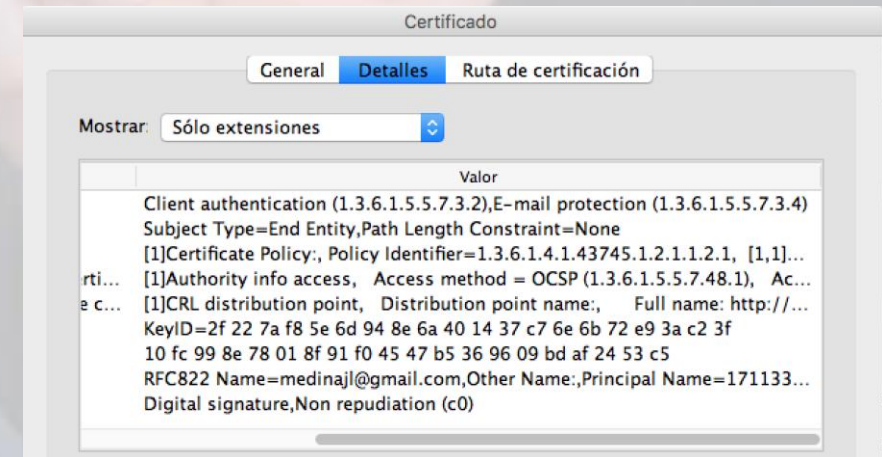 Certificado
General Detalles Ruta de certificación
Mostrar: Sólo extensiones
Valor
Client authentication (1.3.6.1.5.5.7.3.2),E-mail protection (1.3.6.1.5.5.7.3.4)
Subject Type=End Entity,Path Length Constraint=None
[1]Certificate Policy:, Policy Identifier=1.3.6.1.4.1.43745.1.2.1.1.2.1, [1,1]...
rti... [1]Authority info access, Access method = OCSP (1.3.6.1.5.5.7.48.1), Ac...
e c... [1]CRL distribution point, Distribution point name:, Full name: http://...
KeyID=2f 22 7a f8 5e 6d 94 8e 6a 40 14 37 c7 6e 6b 72 e9 3a c2 3f
10 fc 99 8e 78 01 8f 91 f0 45 47 b5 36 96 09 bd af 24 53 c5
RFC822 Name=medinajl@gmail.com,Other Name:,Principal Name=171133...
Digital signature,Non repudiation (c0)